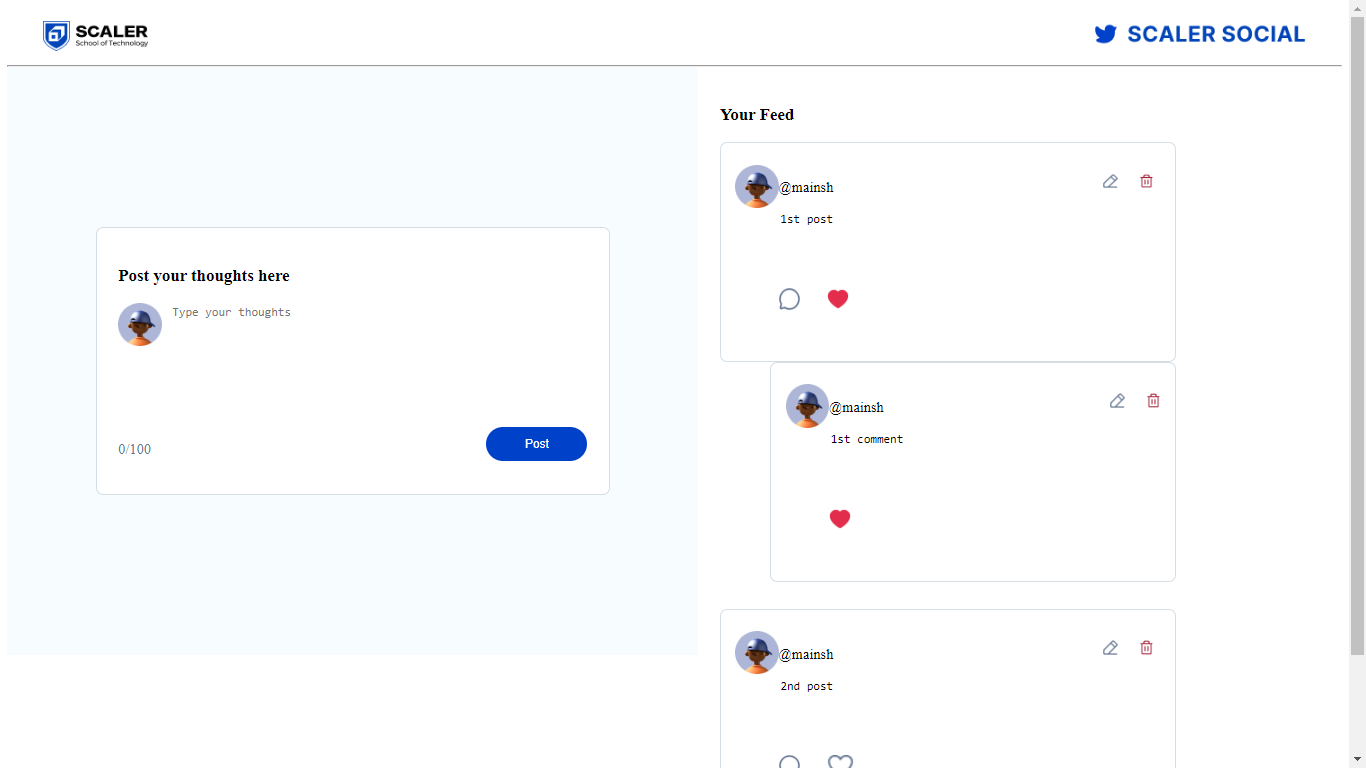 SCALER
School of Technology
SCALER SOCIAL
Post your thoughts here
Type your thoughts
0/100
Post
Your Feed
@mainsh
1st post
@mainsh
1st comment
@mainsh
2nd post